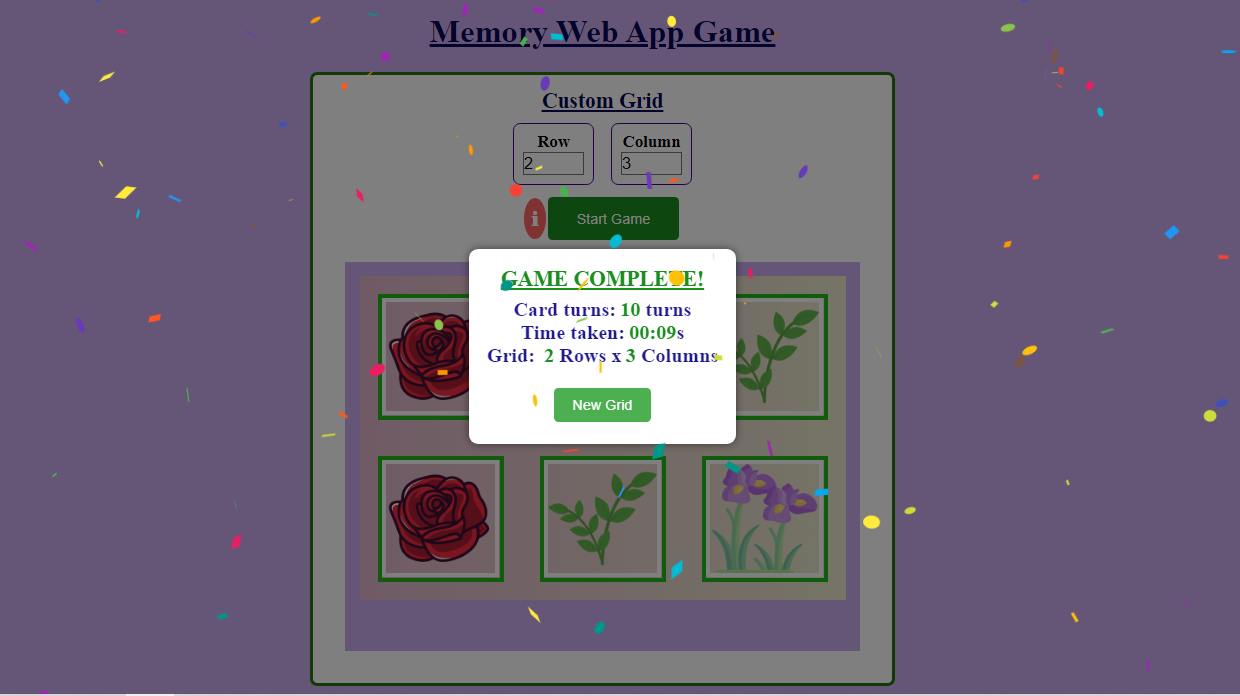 Memory Web App Game
Custom Grid
Row
Column
2
3
i
Start Game
GAME COMPLETE!
Card turns: 10 turns
Time taken: 00:09s
Grid: 2 Rows x 3 Columns
New Grid